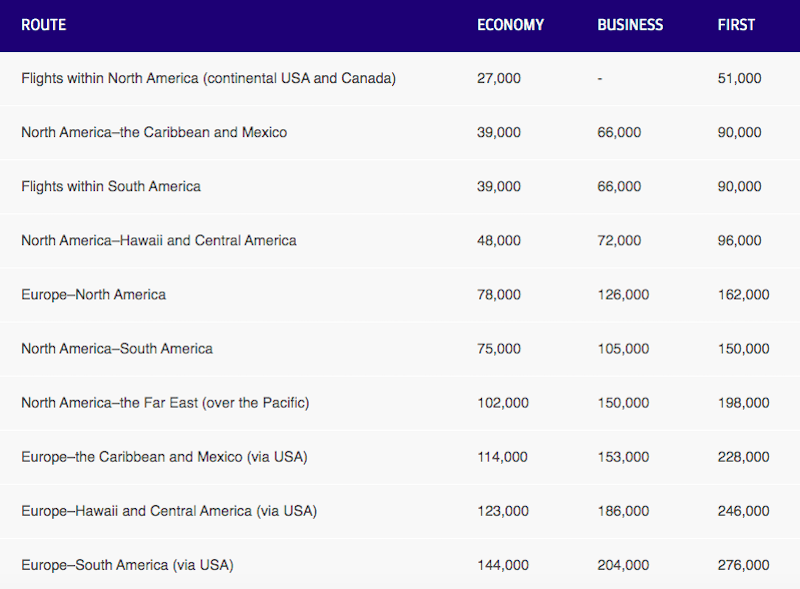 ROUTE ECONOMY BUSINESS FIRST
Flights within North America (continental USA and Canada) 27,000 - 51,000
North America–the Caribbean and Mexico 39,000 66,000 90,000
Flights within South America 39,000 66,000 90,000
North America–Hawaii and Central America 48,000 72,000 96,000
Europe–North America 78,000 126,000 162,000
North America–South America 75,000 105,000 150,000
North America–the Far East (over the Pacific) 102,000 150,000 198,000
Europe–the Caribbean and Mexico (via USA) 114,000 153,000 228,000
Europe–Hawaii and Central America (via USA) 123,000 186,000 246,000
Europe–South America (via USA) 144,000 204,000 276,000